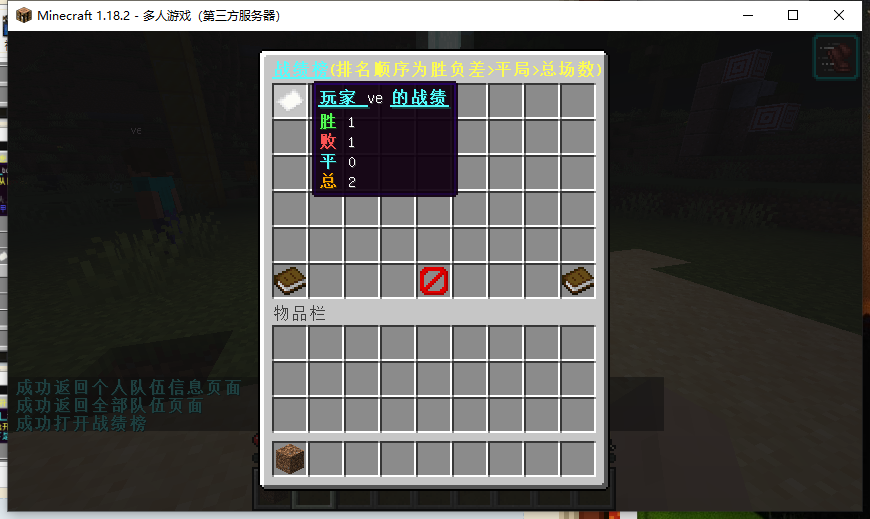 Minecraft 1.18.2 - 多人游戏（第三方服务器）
战绩榜(排名顺序为胜负差>平局>总场数)
玩家 ve 的战绩
胜 1
败 1
平 0
总 2
ve
物品栏
成功返回个人队伍信息页面
成功返回全部队伍页面
成功打开战绩榜